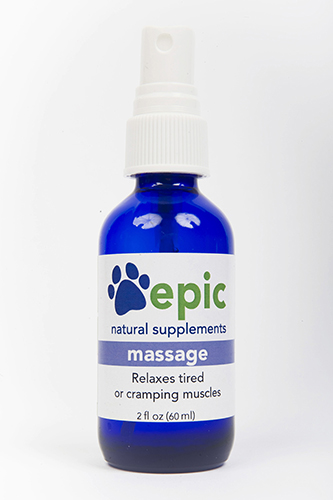 epic
natural supplements
massage
Relaxes tired
or cramping muscles
2 fl oz (60 ml)